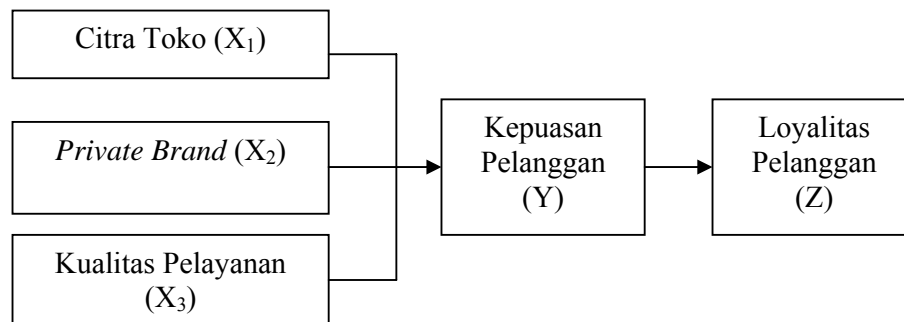 Citra Toko (X₁)
Private Brand (X₂)
Kualitas Pelayanan
(X₃)
Kepuasan
Pelanggan
(Y)
Loyalitas
Pelanggan
(Z)